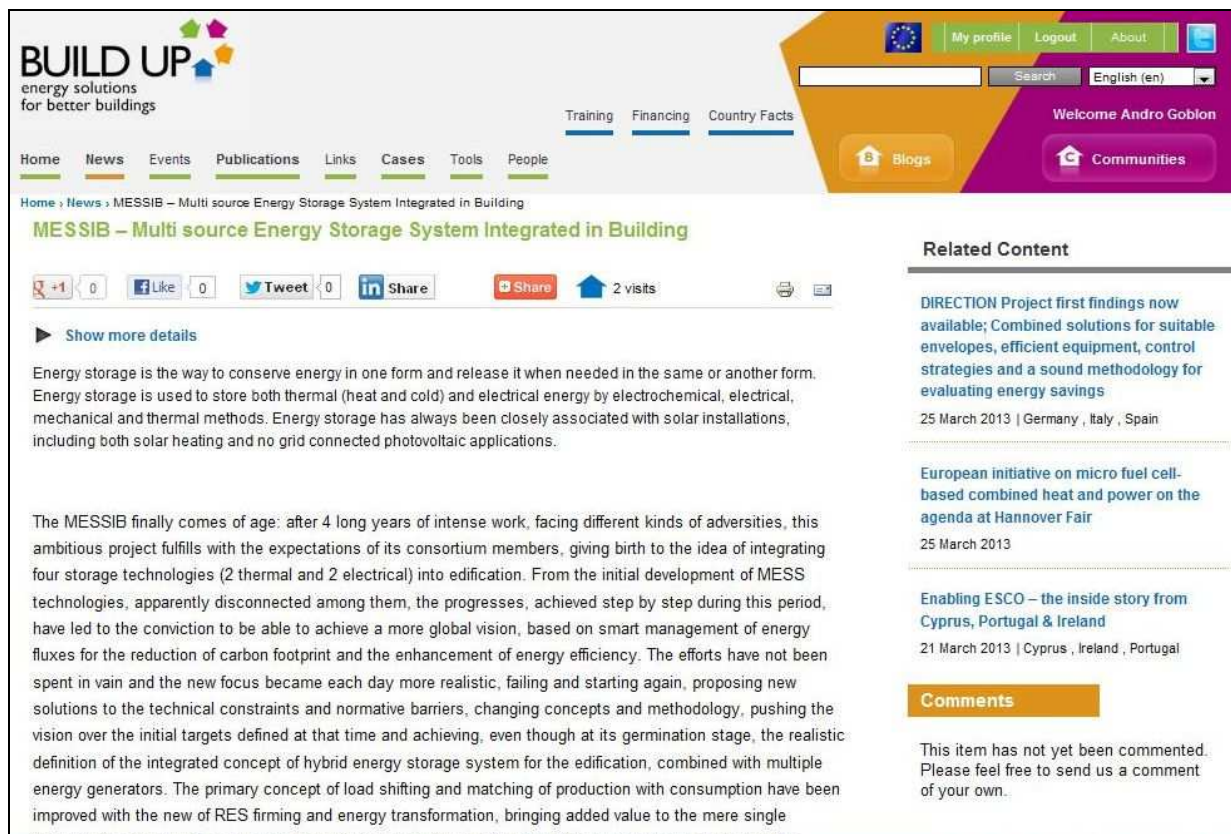 BUILD UP
energy solutions
for better buildings
My profile Logout About
Search English (en)
Training Financing Country Facts
Welcome Andro Goblon
Home News Events Publications Links Cases Tools People
B Blogs
C Communities
Home › News › MESSIB – Multi source Energy Storage System Integrated in Building
MESSIB – Multi source Energy Storage System Integrated in Building
+1 0 Like 0 Tweet 0 in Share Share 2 visits
Show more details
Energy storage is the way to conserve energy in one form and release it when needed in the same or another form.
Energy storage is used to store both thermal (heat and cold) and electrical energy by electrochemical, electrical,
mechanical and thermal methods. Energy storage has always been closely associated with solar installations,
including both solar heating and no grid connected photovoltaic applications.
The MESSIB finally comes of age: after 4 long years of intense work, facing different kinds of adversities, this
ambitious project fulfills with the expectations of its consortium members, giving birth to the idea of integrating
four storage technologies (2 thermal and 2 electrical) into edification. From the initial development of MESS
technologies, apparently disconnected among them, the progresses, achieved step by step during this period,
have led to the conviction to be able to achieve a more global vision, based on smart management of energy
fluxes for the reduction of carbon footprint and the enhancement of energy efficiency. The efforts have not been
spent in vain and the new focus became each day more realistic, failing and starting again, proposing new
solutions to the technical constraints and normative barriers, changing concepts and methodology, pushing the
vision over the initial targets defined at that time and achieving, even though at its germination stage, the realistic
definition of the integrated concept of hybrid energy storage system for the edification, combined with multiple
energy generators. The primary concept of load shifting and matching of production with consumption have been
improved with the new of RES firming and energy transformation, bringing added value to the mere single
Related Content
DIRECTION Project first findings now
available; Combined solutions for suitable
envelopes, efficient equipment, control
strategies and a sound methodology for
evaluating energy savings
25 March 2013 | Germany , Italy , Spain
European initiative on micro fuel cell-
based combined heat and power on the
agenda at Hannover Fair
25 March 2013
Enabling ESCO – the inside story from
Cyprus, Portugal & Ireland
21 March 2013 | Cyprus , Ireland , Portugal
Comments
This item has not yet been commented.
Please feel free to send us a comment
of your own.